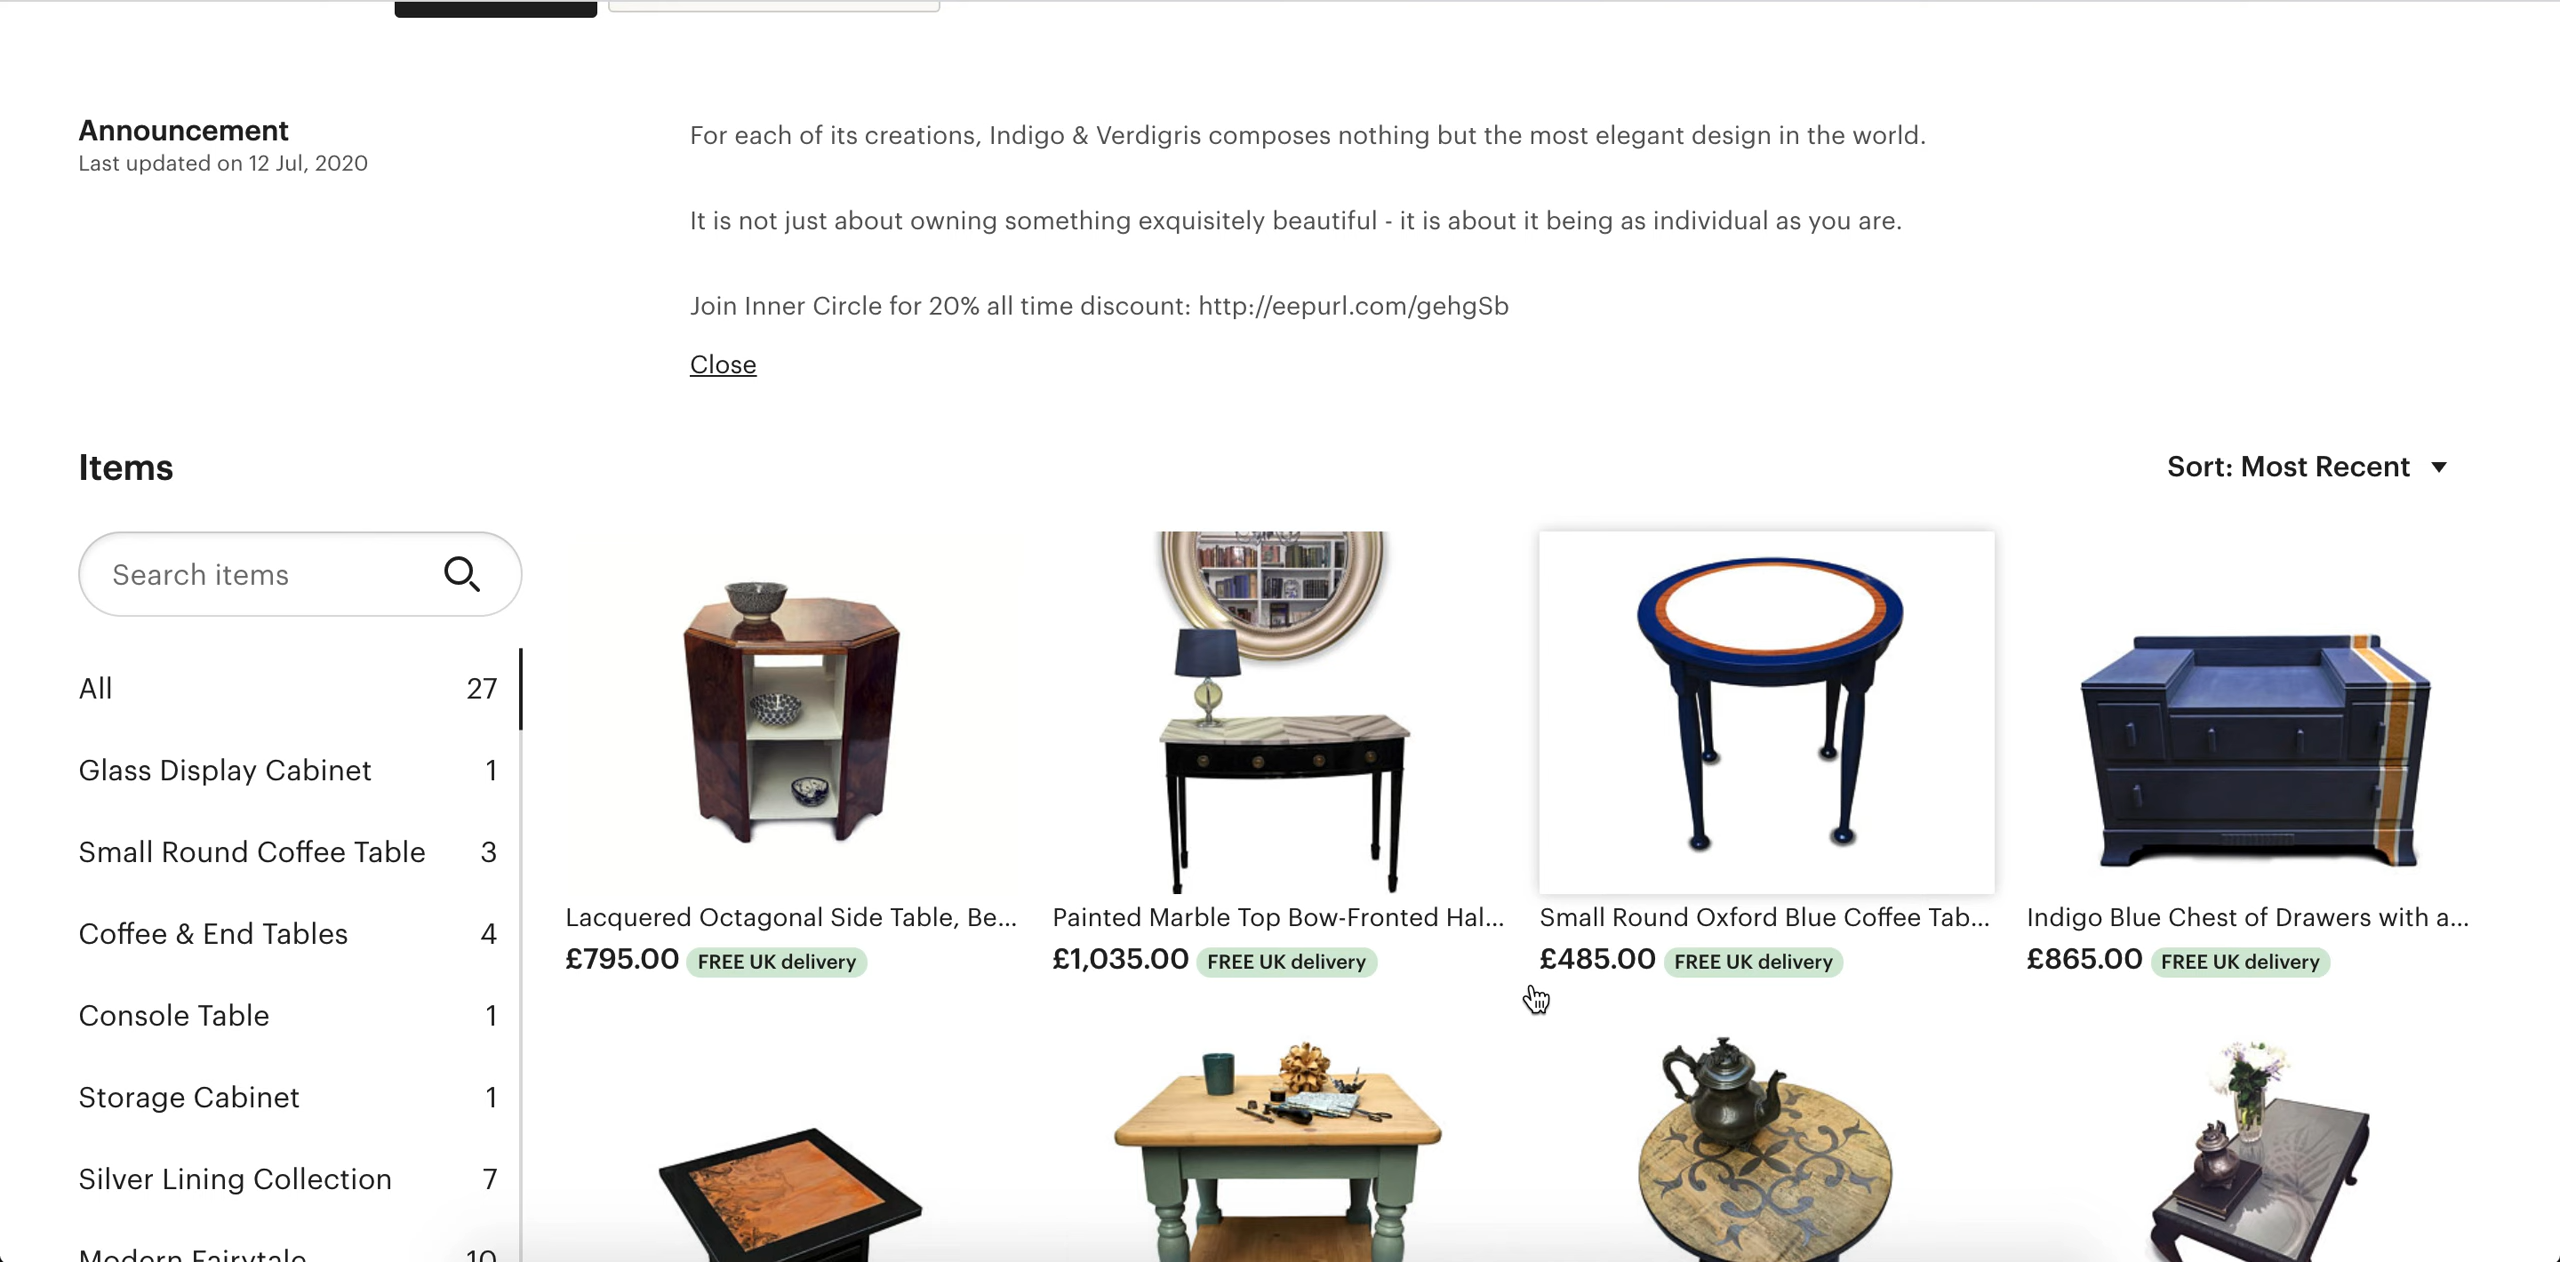 Announcement
Last updated on 12 Jul, 2020
For each of its creations, Indigo & Verdigris composes nothing but the most elegant design in the world.
It is not just about owning something exquisitely beautiful - it is about it being as individual as you are.
Join Inner Circle for 20% all time discount: http://eepurl.com/gehgSb
Close
Items
Sort: Most Recent
Search items
All 27
Glass Display Cabinet 1
Small Round Coffee Table 3
Coffee & End Tables 4
Console Table 1
Storage Cabinet 1
Silver Lining Collection 7
Modern Fairytale 10
Lacquered Octagonal Side Table, Be...
£795.00 FREE UK delivery
Painted Marble Top Bow-Fronted Hal...
£1,035.00 FREE UK delivery
Small Round Oxford Blue Coffee Tab...
£485.00 FREE UK delivery
Indigo Blue Chest of Drawers with a...
£865.00 FREE UK delivery